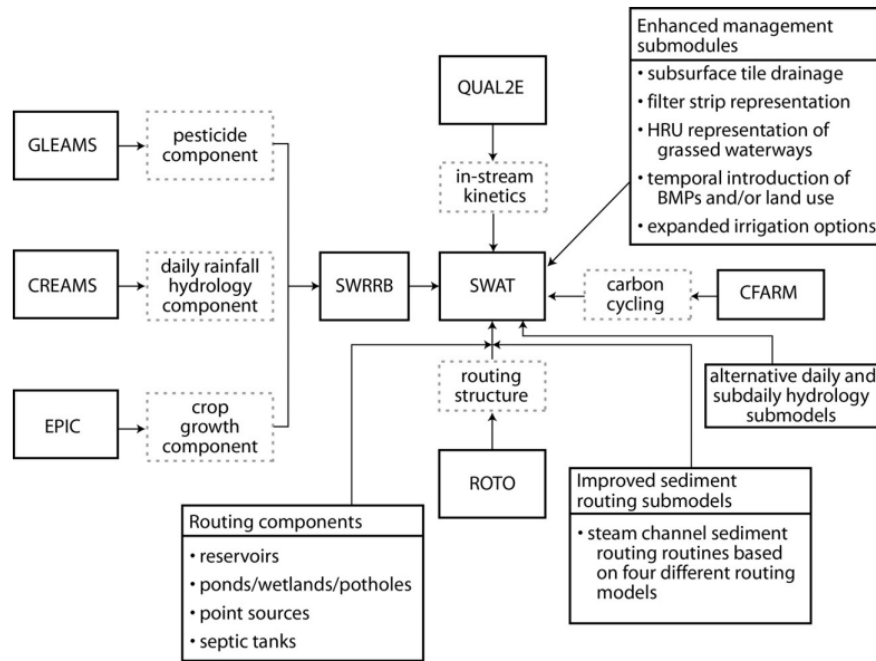 Enhanced management
submodules
• subsurface tile drainage
• filter strip representation
• HRU representation of
grassed waterways
• temporal introduction of
BMPs and/or land use
• expanded irrigation options
QUAL2E
in-stream
kinetics
GLEAMS
pesticide
component
CREAMS
daily rainfall
hydrology
component
SWRRB
SWAT
carbon
cycling
CFARM
EPIC
crop
growth
component
routing
structure
ROTO
alternative daily and
subdaily hydrology
submodels
Routing components
• reservoirs
• ponds/wetlands/potholes
• point sources
• septic tanks
Improved sediment
routing submodels
• steam channel sediment
routing routines based
on four different routing
models